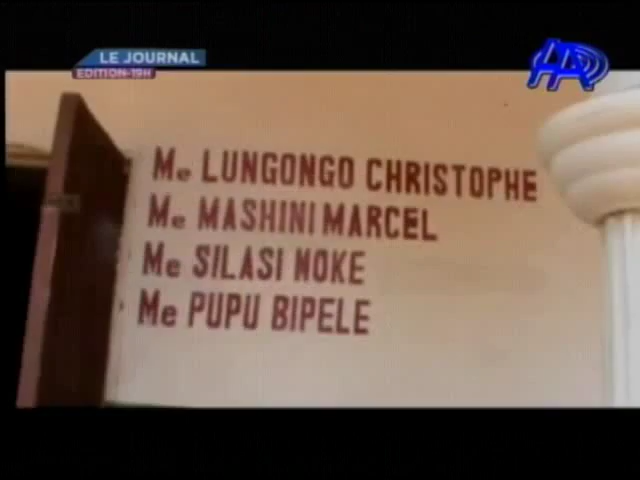 LE JOURNAL
EDITION-19H
Me LUNGONGO CHRISTOPHE
Me MASHINI MARCEL
Me SILASI NOKE
Me PUPU BIPELE